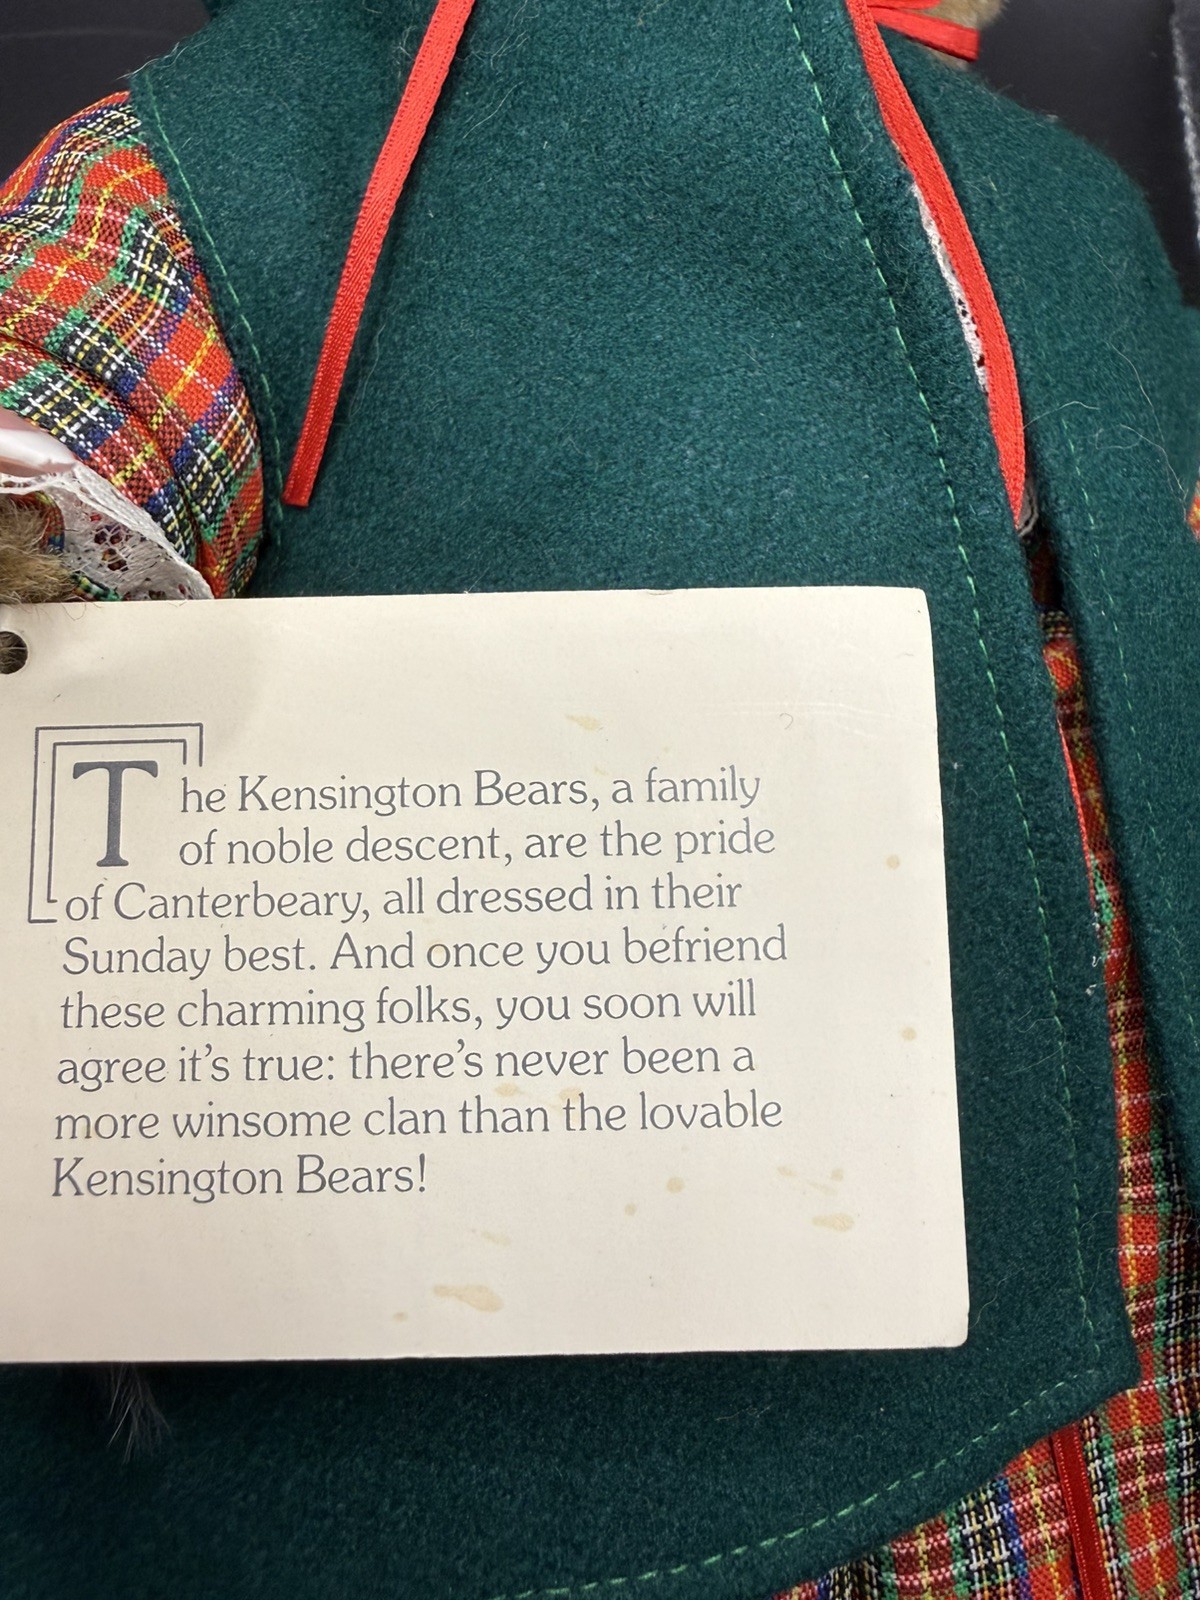 The Kensington Bears, a family
of noble descent, are the pride
of Canterbeary, all dressed in their
Sunday best. And once you befriend
these charming folks, you soon will
agree it's true: there's never been a
more winsome clan than the lovable
Kensington Bears!